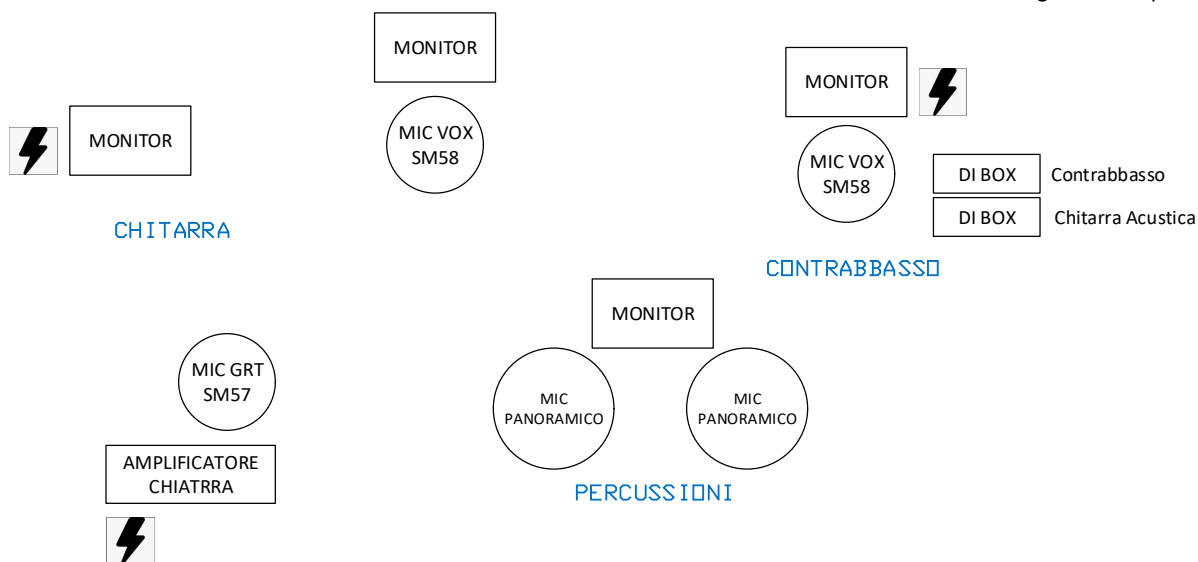 MONITOR
MONITOR
MONITOR
MIC VOX
SM58
MIC VOX
SM58
DI BOX Contrabbasso
DI BOX Chitarra Acustica
CHITARRA
CONTRABBASSO
MONITOR
MIC GRT
SM57
MIC
PANORAMICO
MIC
PANORAMICO
AMPLIFICATORE
CHIATRRA
PERCUSSIONI